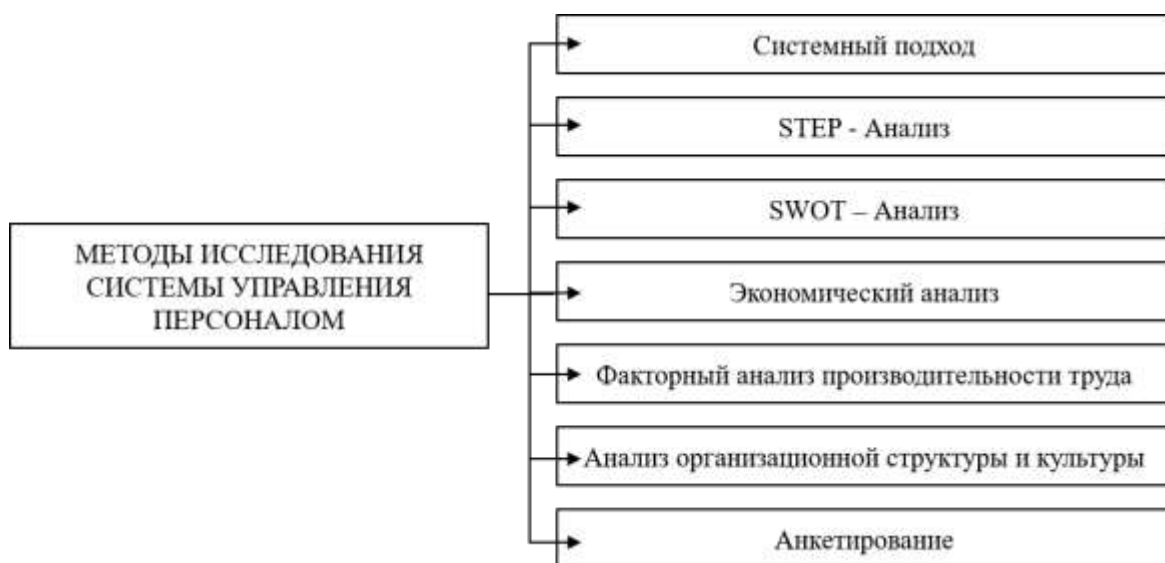 Системный подход
STEP - Анализ
SWOT – Анализ
МЕТОДЫ ИССЛЕДОВАНИЯ
СИСТЕМЫ УПРАВЛЕНИЯ
ПЕРСОНАЛОМ
Экономический анализ
Факторный анализ производительности труда
Анализ организационной структуры и культуры
Анкетирование